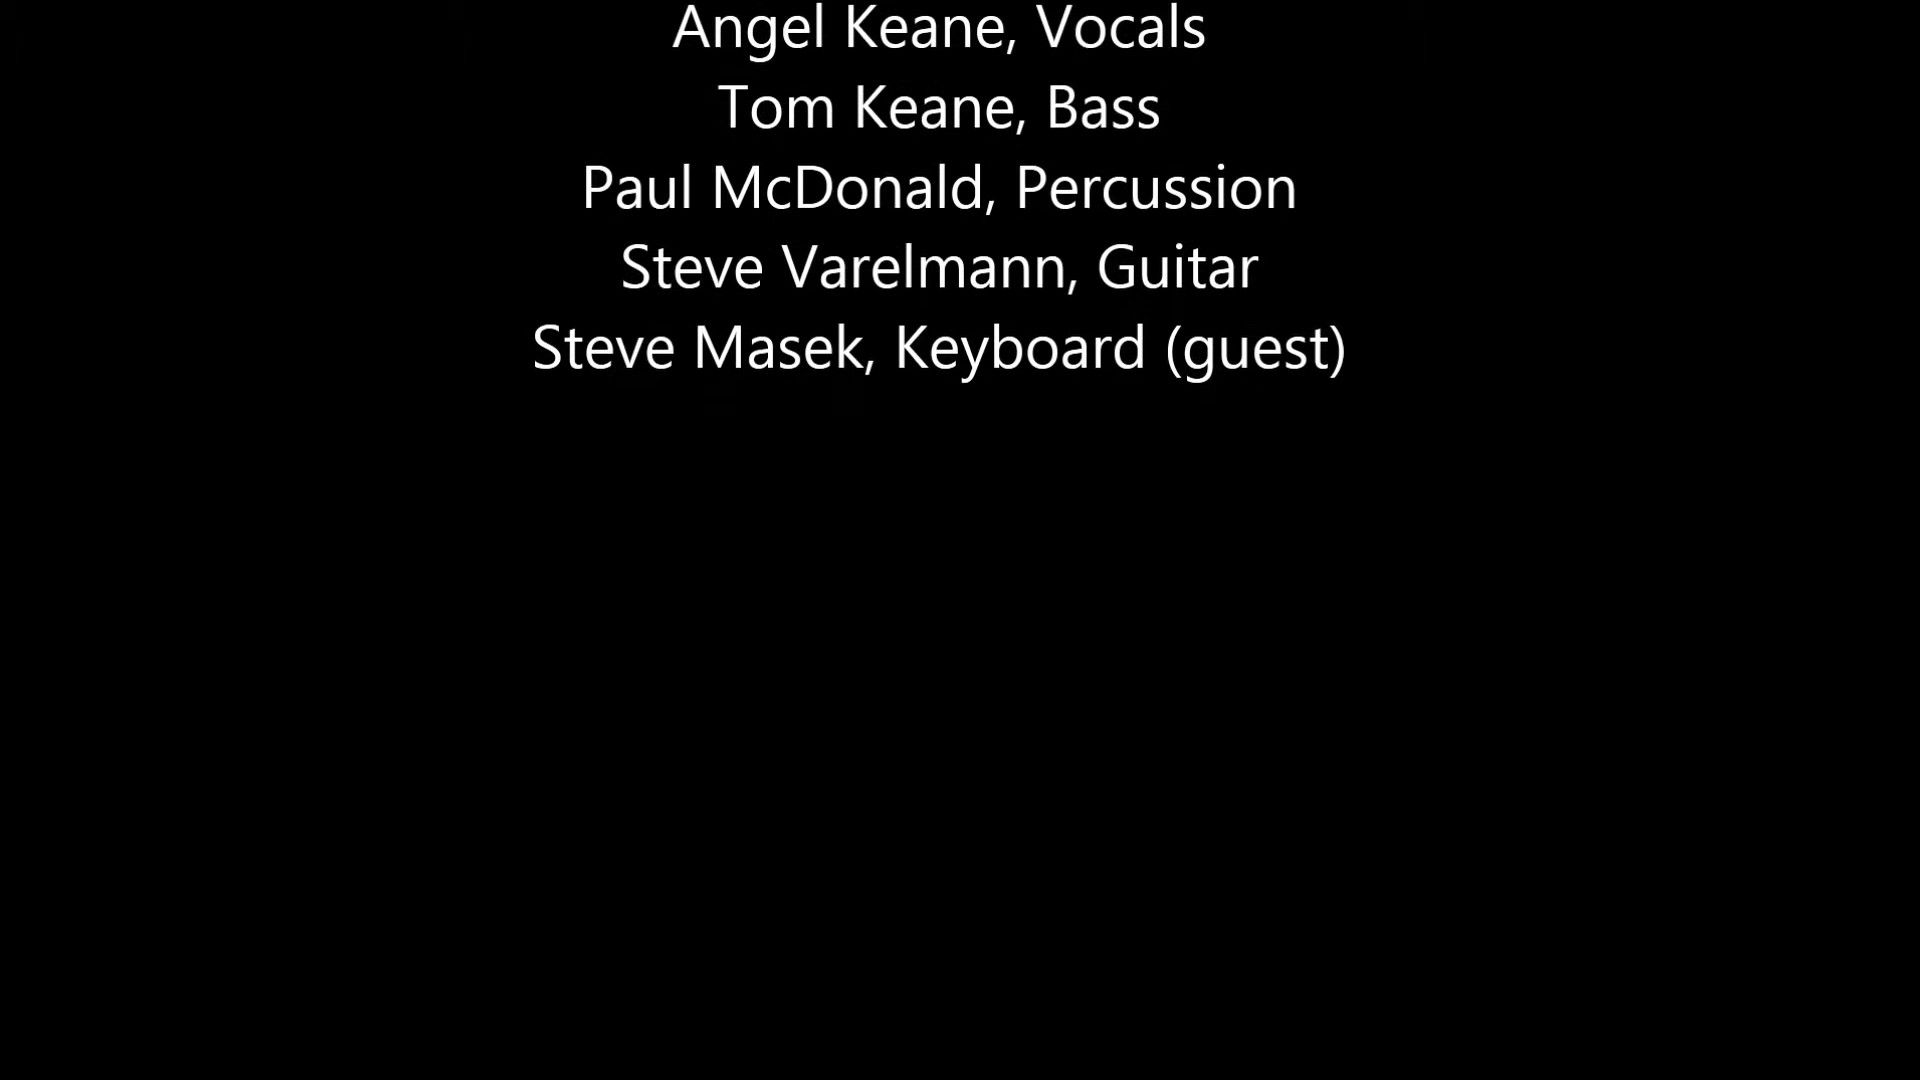 Angel Keane, Vocals
Tom Keane, Bass
Paul McDonald, Percussion
Steve Varelmann, Guitar
Steve Masek, Keyboard (guest)